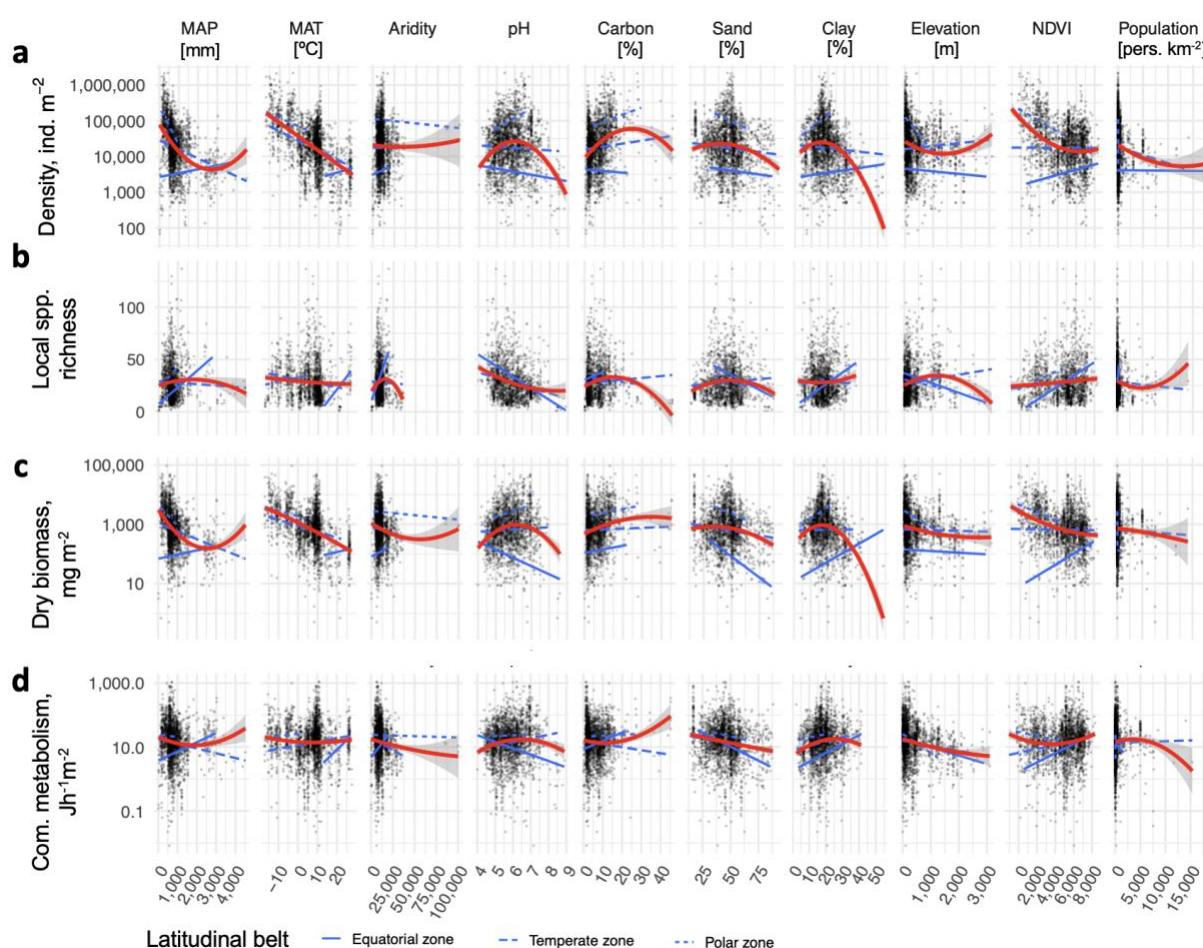 MAP MAT Aridity pH Carbon Sand Clay Elevation NDVI Population
[mm] [ºC] [%] [%] [%] [m] [pers. km⁻²]
a
Density, ind. m⁻²
1,000,000
100,000
10,000
1,000
100
b
Local spp.
richness
100
50
0
c
Dry biomass,
mg m⁻²
100,000
1,000
10
d
Com. metabolism,
Jh⁻¹m⁻²
1,000.0
10.0
0.1
0 1,000 2,000 3,000 4,000 −10 0 10 20 0 25,000 50,000 75,000 100,000 4 5 6 7 8 9 0 10 20 30 40 25 50 75 0 10 20 30 40 50 0 1,000 2,000 3,000 0 2,000 4,000 6,000 8,000 0 5,000 10,000 15,000
Latitudinal belt Equatorial zone Temperate zone Polar zone